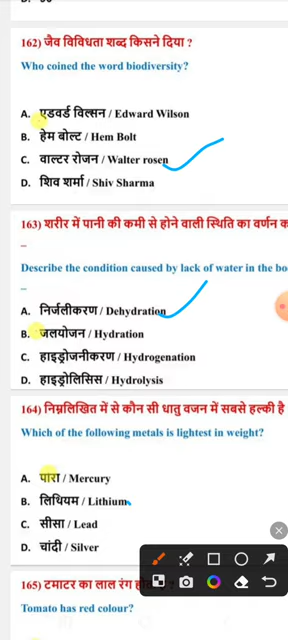 162) जैव विविधता शब्द किसने दिया ?
Who coined the word biodiversity?
A. एडवर्ड विल्सन / Edward Wilson
B. हेम बोल्ट / Hem Bolt
C. वाल्टर रोजन / Walter rosen
D. शिव शर्मा / Shiv Sharma
163) शरीर में पानी की कमी से होने वाली स्थिति का वर्णन
–
Describe the condition caused by lack of water in the
–
A. निर्जलीकरण / Dehydration
B. जलयोजन / Hydration
C. हाइड्रोजनीकरण / Hydrogenation
D. हाइड्रोलिसिस / Hydrolysis
164) निम्नलिखित में से कौन सी धातु वजन में सबसे हल्की है
Which of the following metals is lightest in weight?
A. पारा / Mercury
B. लिथियम / Lithium
C. सीसा / Lead
D. चांदी / Silver
165) टमाटर का लाल रंग
Tomato has red colour?